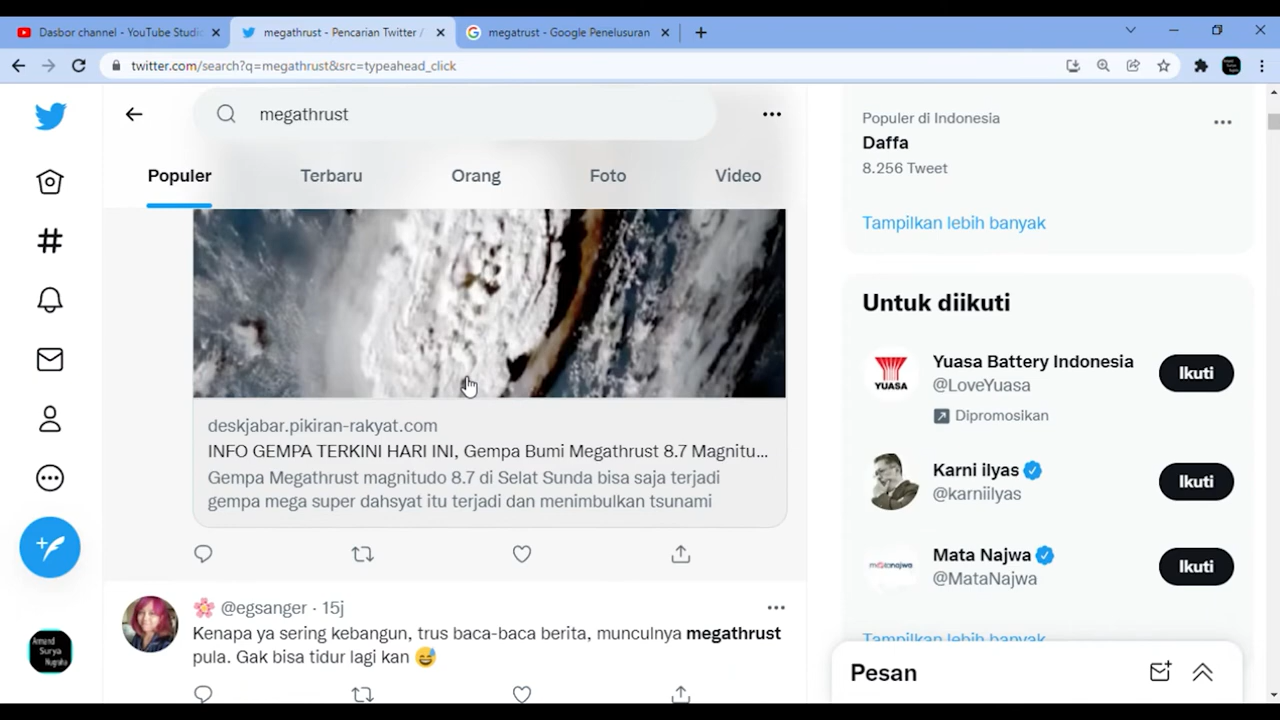 Dasbor channel - YouTube Studio
megathrust - Pencarian Twitter /
megatrust - Google Penelusuran
twitter.com/search?q=megathrust&src=typeahead_click
megathrust
Populer
Terbaru
Orang
Foto
Video
deskjabar.pikiran-rakyat.com
INFO GEMPA TERKINI HARI INI, Gempa Bumi Megathrust 8.7 Magnitu...
Gempa Megathrust magnitudo 8.7 di Selat Sunda bisa saja terjadi
gempa mega super dahsyat itu terjadi dan menimbulkan tsunami
🌸 @egsanger · 15j
Kenapa ya sering kebangun, trus baca-baca berita, munculnya megathrust
pula. Gak bisa tidur lagi kan 😅
Armand
Surya
Nugraha
Populer di Indonesia
Daffa
8.256 Tweet
Tampilkan lebih banyak
Untuk diikuti
YUASA
Yuasa Battery Indonesia
@LoveYuasa
Dipromosikan
Ikuti
Karni ilyas
@karniilyas
Ikuti
matanajwa
Mata Najwa
@MataNajwa
Ikuti
Tampilkan lebih banyak
Pesan